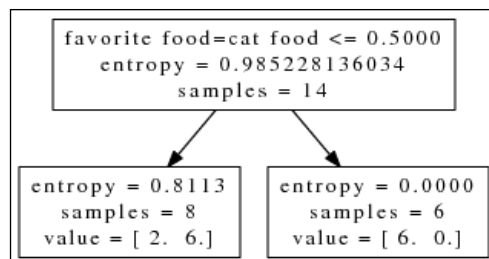 favorite food=cat food <= 0.5000
entropy = 0.985228136034
samples = 14
entropy = 0.8113
samples = 8
value = [ 2. 6.]
entropy = 0.0000
samples = 6
value = [ 6. 0.]